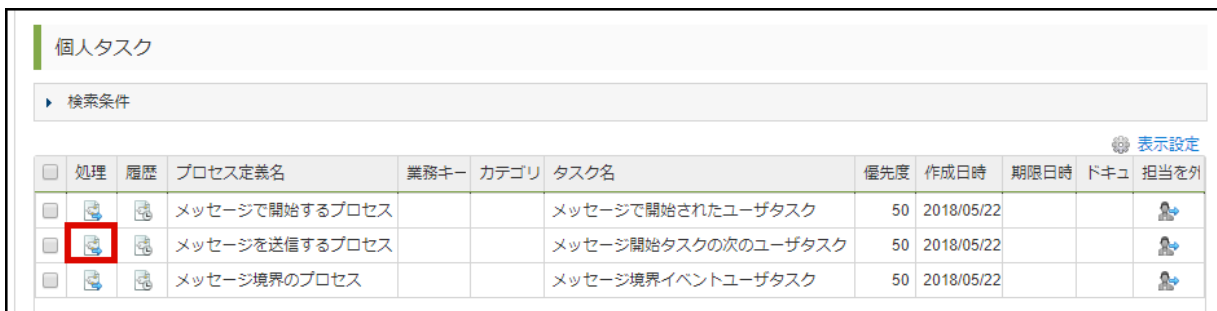 個人タスク
検索条件
表示設定
処理 履歴 プロセス定義名 業務キー カテゴリ タスク名 優先度 作成日時 期限日時 ドキュ 担当を外
メッセージで開始するプロセス メッセージで開始されたユーザタスク 50 2018/05/22
メッセージを送信するプロセス メッセージ開始タスクの次のユーザタスク 50 2018/05/22
メッセージ境界のプロセス メッセージ境界イベントユーザタスク 50 2018/05/22